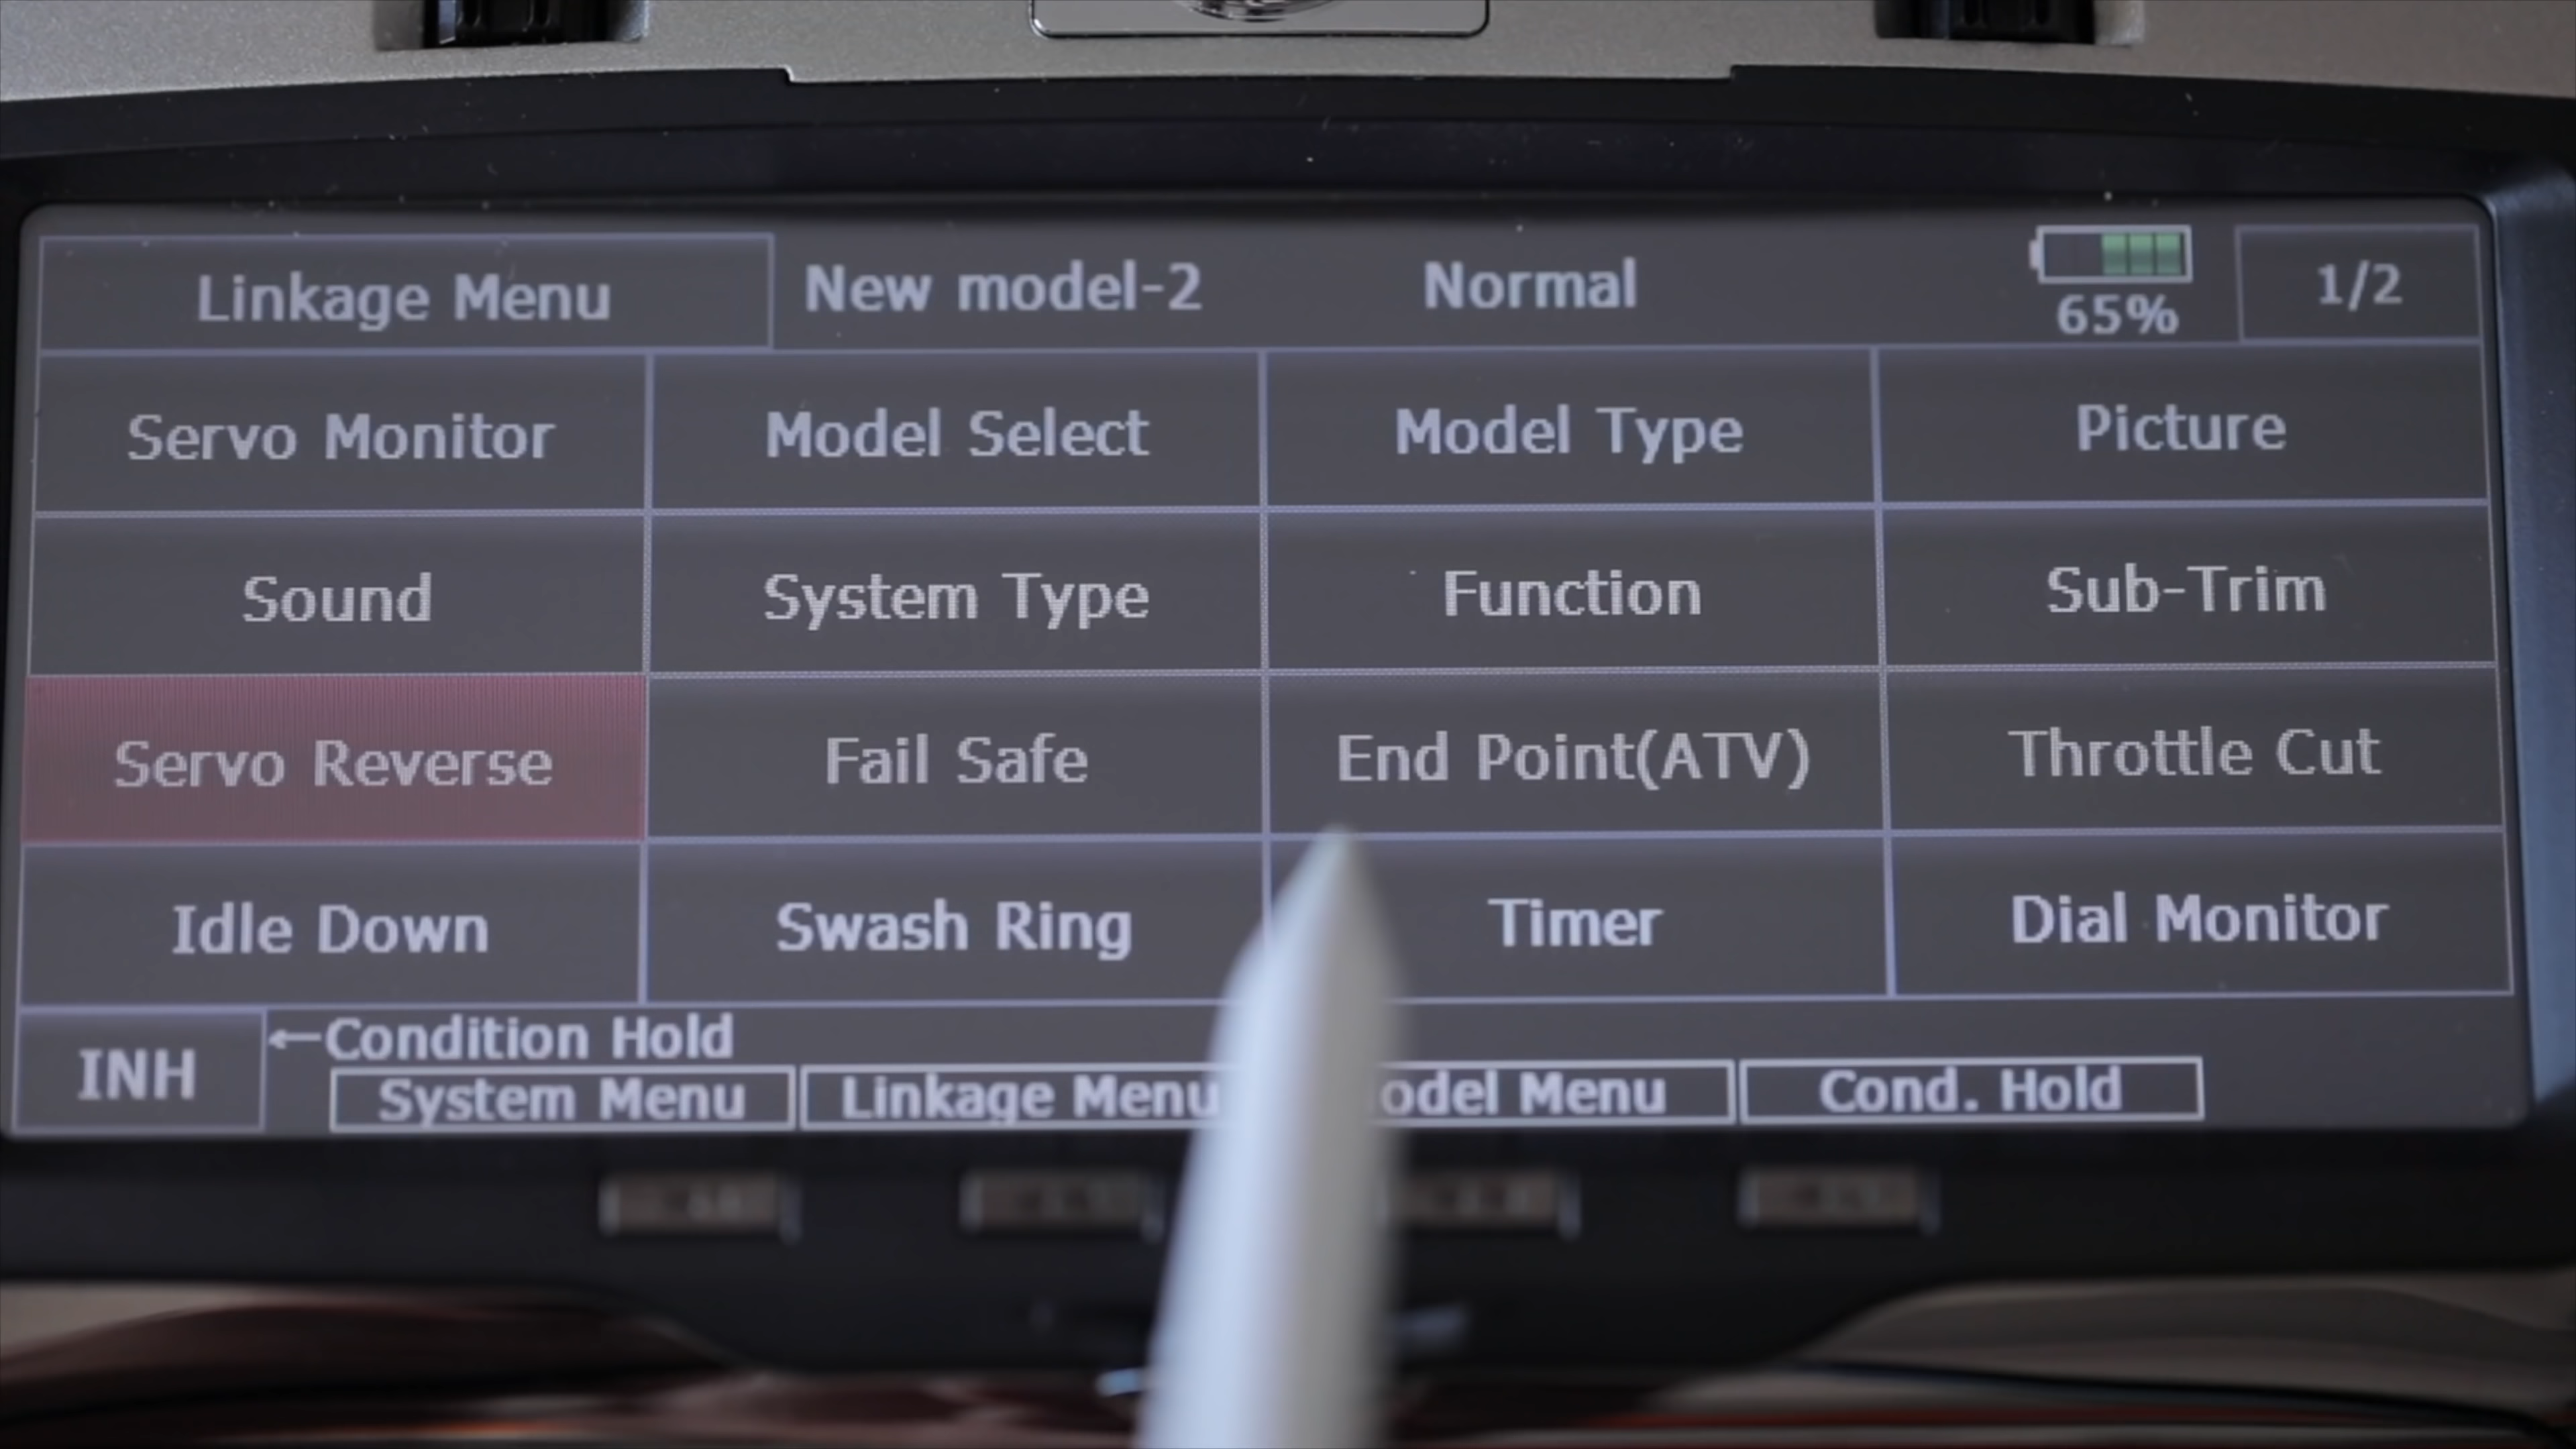 Linkage Menu New model-2 Normal 65% 1/2
Servo Monitor Model Select Model Type Picture
Sound System Type Function Sub-Trim
Servo Reverse Fail Safe End Point(ATV) Throttle Cut
Idle Down Swash Ring Timer Dial Monitor
INH ←Condition Hold
System Menu Linkage Menu odel Menu Cond. Hold